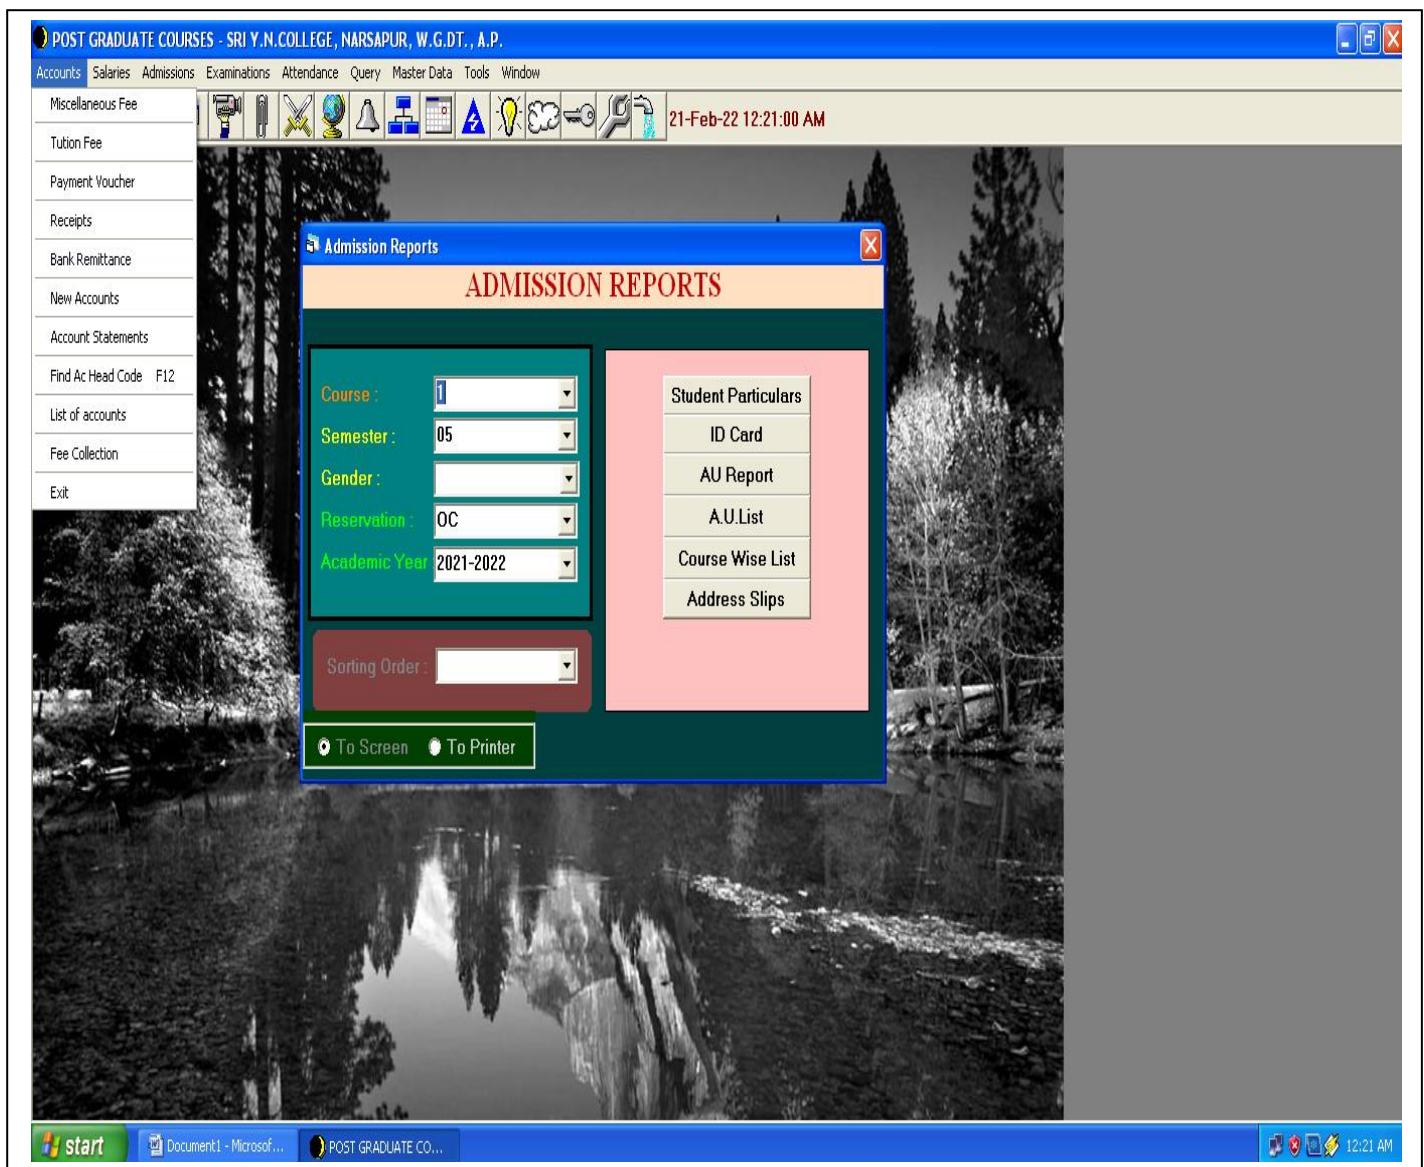 POST GRADUATE COURSES - SRI Y.N.COLLEGE, NARSAPUR, W.G.DT., A.P.
Accounts Salaries Admissions Examinations Attendance Query Master Data Tools Window
21-Feb-22 12:21:00 AM
Miscellaneous Fee
Tution Fee
Payment Voucher
Receipts
Bank Remittance
New Accounts
Account Statements
Find Ac Head Code F12
List of accounts
Fee Collection
Exit
Admission Reports
ADMISSION REPORTS
Course : 1
Semester : 05
Gender :
Reservation : OC
Academic Year 2021-2022
Sorting Order :
To Screen To Printer
Student Particulars
ID Card
AU Report
A.U.List
Course Wise List
Address Slips
start Document1 - Microsof... POST GRADUATE CO... 12:21 AM